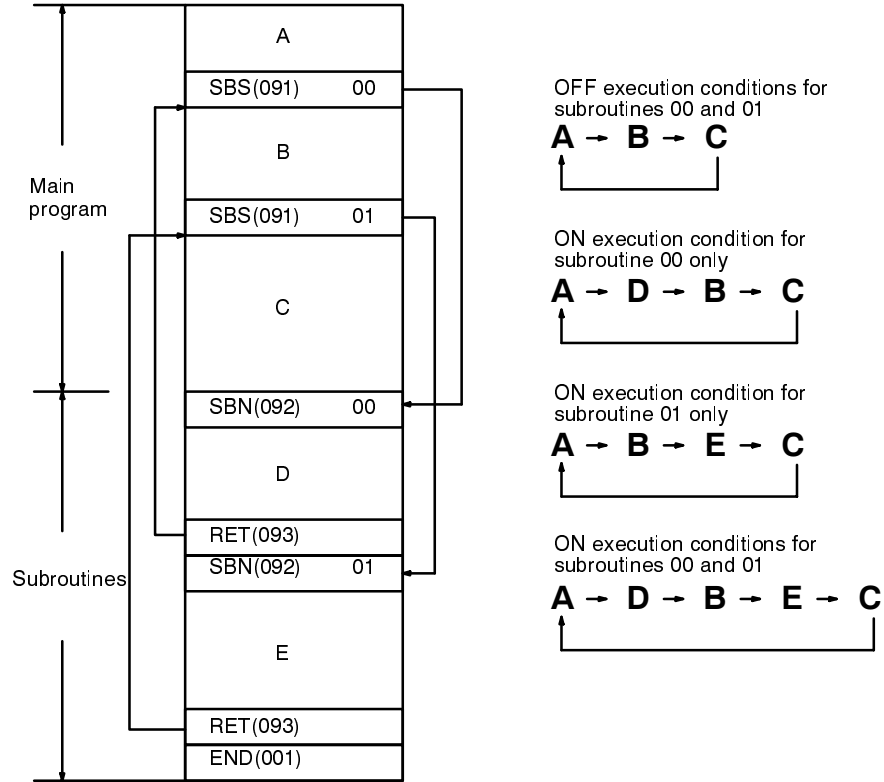 A
SBS(091) 00
B
Main
program
SBS(091) 01
C
SBN(092) 00
D
RET(093)
SBN(092) 01
Subroutines
E
RET(093)
END(001)
OFF execution conditions for
subroutines 00 and 01
A → B → C
ON execution condition for
subroutine 00 only
A → D → B → C
ON execution condition for
subroutine 01 only
A → B → E → C
ON execution conditions for
subroutines 00 and 01
A → D → B → E → C